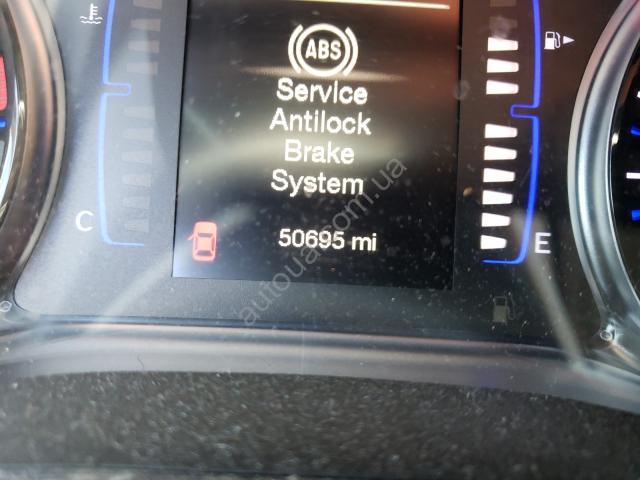 ABS
Service
Antilock
Brake
System
50695 mi
C
E
autoua.com.ua